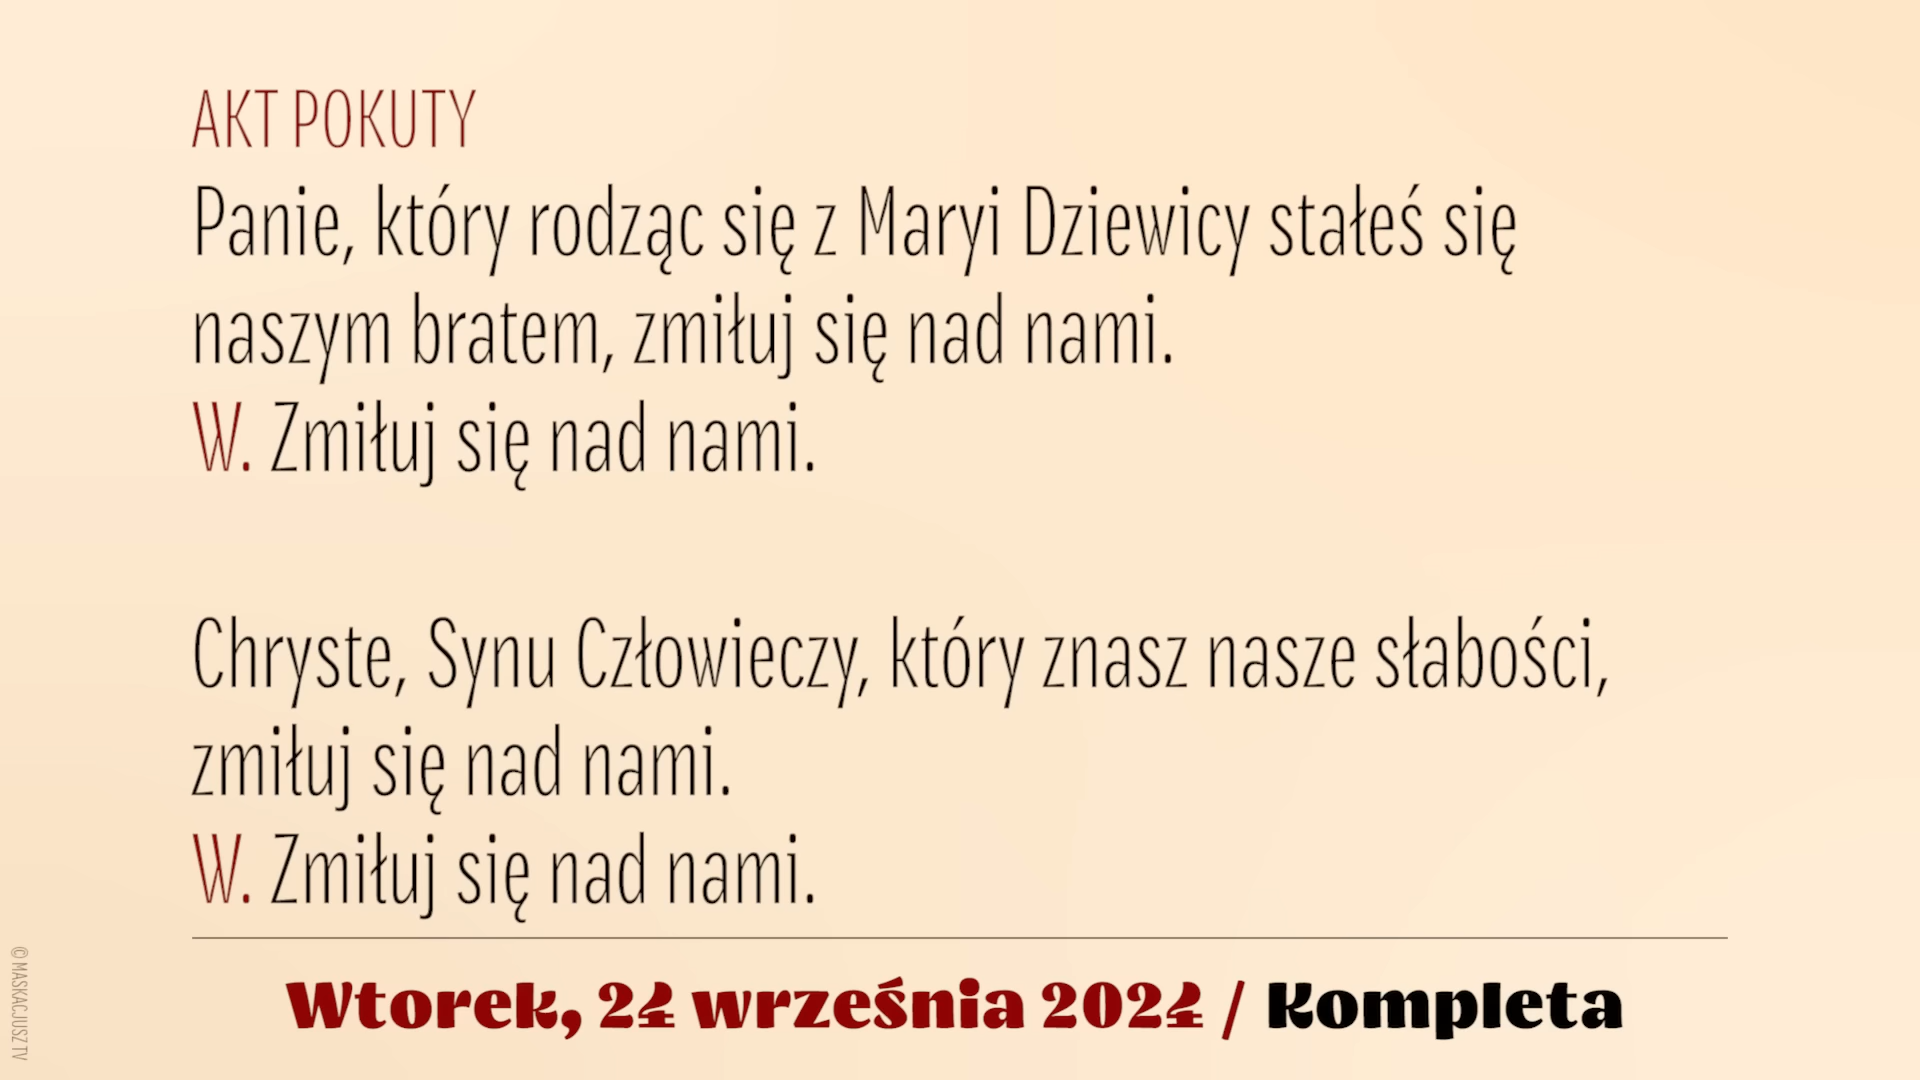 AKT POKUTY
Panie, który rodząc się z Maryi Dziewicy stałeś się
naszym bratem, zmiłuj się nad nami.
W. Zmiłuj się nad nami.
Chryste, Synu Człowieczy, który znasz nasze słabości,
zmiłuj się nad nami.
W. Zmiłuj się nad nami.
Wtorek, 24 września 2024 / Kompleta
© MASKACJUSZ TV